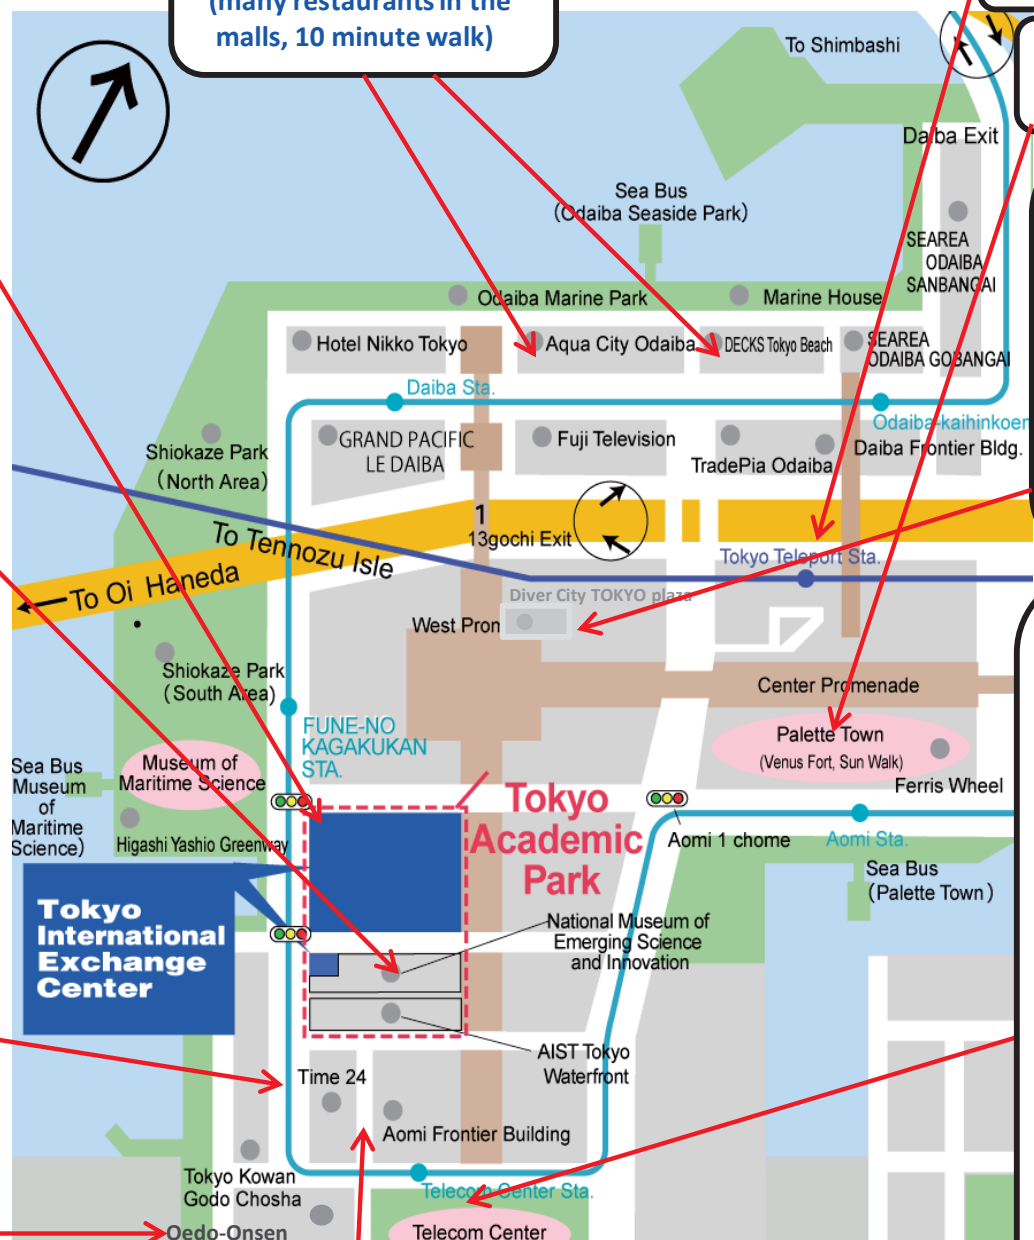 (many restaurants in the
malls, 10 minute walk)
To Shimbashi
Daiba Exit
Sea Bus
(Odaiba Seaside Park)
SEAREA
ODAIBA
SANBANGAI
Odaiba Marine Park
Marine House
Hotel Nikko Tokyo
Aqua City Odaiba
DECKS Tokyo Beach
SEAREA
ODAIBA GOBANGAI
Daiba Sta.
Odaiba-kaihinkoen
Shiokaze Park
(North Area)
GRAND PACIFIC
LE DAIBA
Fuji Television
TradePia Odaiba
Daiba Frontier Bldg.
1
13gochi Exit
To Tennozu Isle
To Oi Haneda
Tokyo Teleport Sta.
Diver City TOKYO plaza
West Prom
Shiokaze Park
(South Area)
Center Promenade
FUNE-NO
KAGAKUKAN
STA.
Palette Town
(Venus Fort, Sun Walk)
Ferris Wheel
Sea Bus
Museum
of
Maritime
Science)
Museum of
Maritime Science
Higashi Yashio Greenway
Tokyo
Academic
Park
Aomi 1 chome
Aomi Sta.
Sea Bus
(Palette Town)
Tokyo
International
Exchange
Center
National Museum of
Emerging Science
and Innovation
AIST Tokyo
Waterfront
Time 24
Aomi Frontier Building
Tokyo Kowan
Godo Chosha
Telecom Center Sta.
Oedo-Onsen
Telecom Center